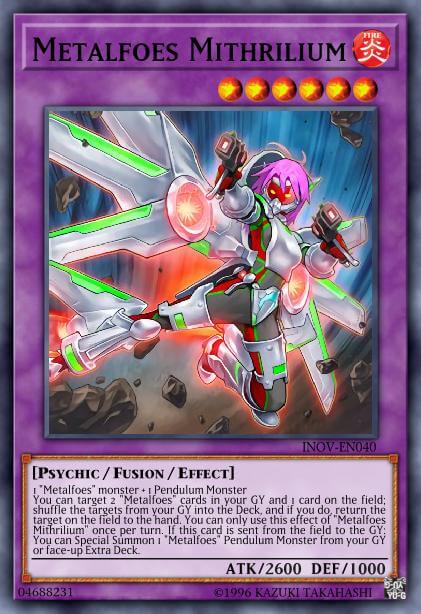 METALFOES MITHRILIUM
FIRE
炎
INOV-EN040
[PSYCHIC / FUSION / EFFECT]
1 "Metalfoes" monster + 1 Pendulum Monster
You can target 2 "Metalfoes" cards in your GY and 1 card on the field;
shuffle the targets from your GY into the Deck, and if you do, return the
target on the field to the hand. You can only use this effect of "Metalfoes
Mithrilium" once per turn. If this card is sent from the field to the GY:
You can Special Summon 1 "Metalfoes" Pendulum Monster from your GY
or face-up Extra Deck.
ATK/2600 DEF/1000
04688231
©1996 KAZUKI TAKAHASHI